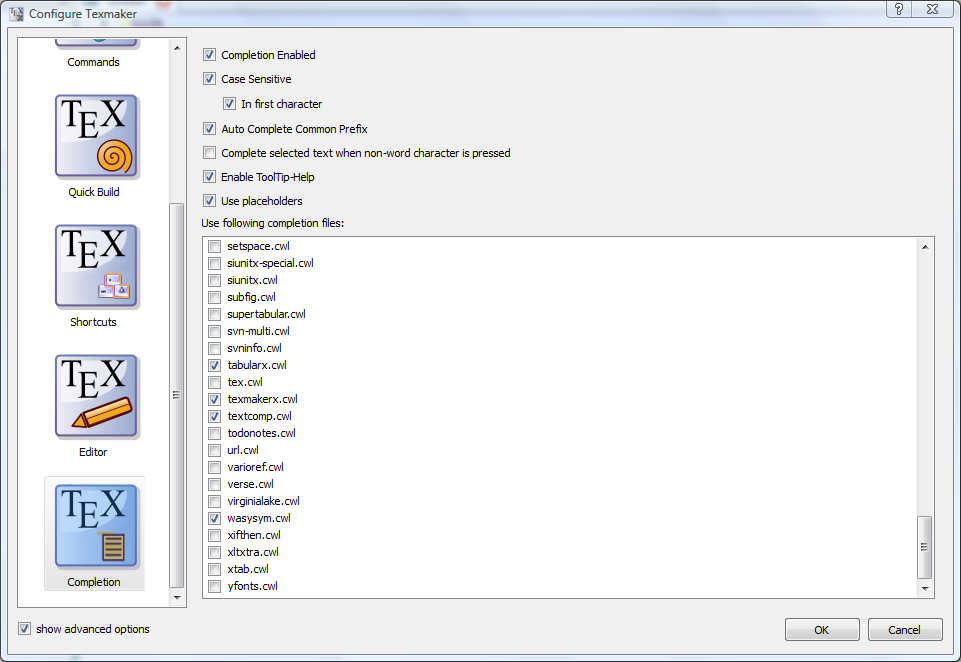 Configure Texmaker
Commands
TEX
Quick Build
TEX
Shortcuts
TEX
Editor
TEX
Completion
Completion Enabled
Case Sensitive
In first character
Auto Complete Common Prefix
Complete selected text when non-word character is pressed
Enable ToolTip-Help
Use placeholders
Use following completion files:
setspace.cwl
siunitx-special.cwl
siunitx.cwl
subfig.cwl
supertabular.cwl
svn-multi.cwl
svninfo.cwl
tabularx.cwl
tex.cwl
texmakerx.cwl
textcomp.cwl
todonotes.cwl
url.cwl
varioref.cwl
verse.cwl
virginialake.cwl
wasysym.cwl
xifthen.cwl
xltxtra.cwl
xtab.cwl
yfonts.cwl
show advanced options
OK
Cancel